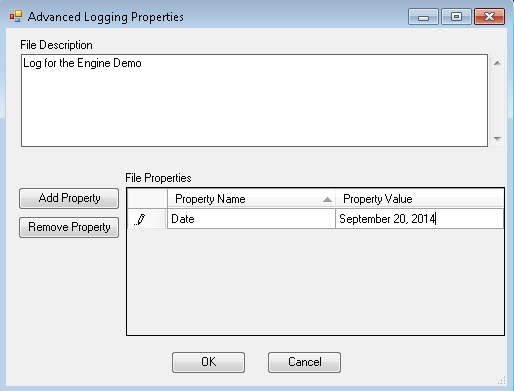 Advanced Logging Properties
File Description
Log for the Engine Demo
File Properties
Add Property
Remove Property
Property Name Property Value
Date September 20, 2014
OK Cancel